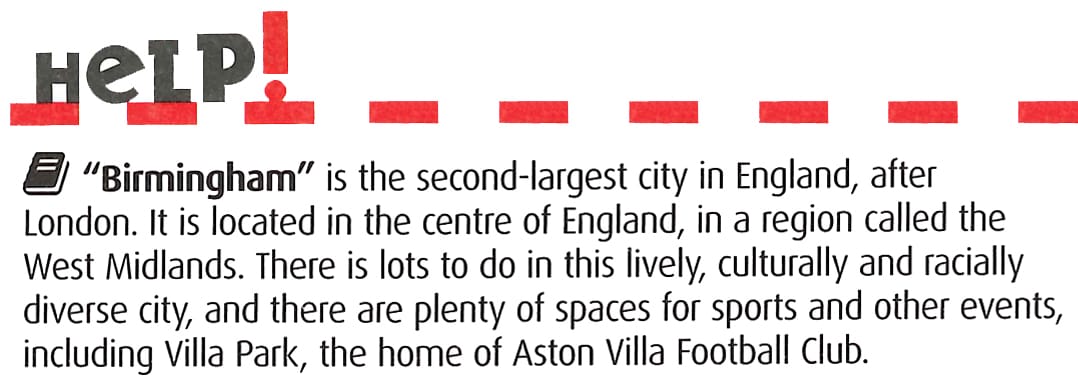 HeLP!
“Birmingham” is the second-largest city in England, after
London. It is located in the centre of England, in a region called the
West Midlands. There is lots to do in this lively, culturally and racially
diverse city, and there are plenty of spaces for sports and other events,
including Villa Park, the home of Aston Villa Football Club.